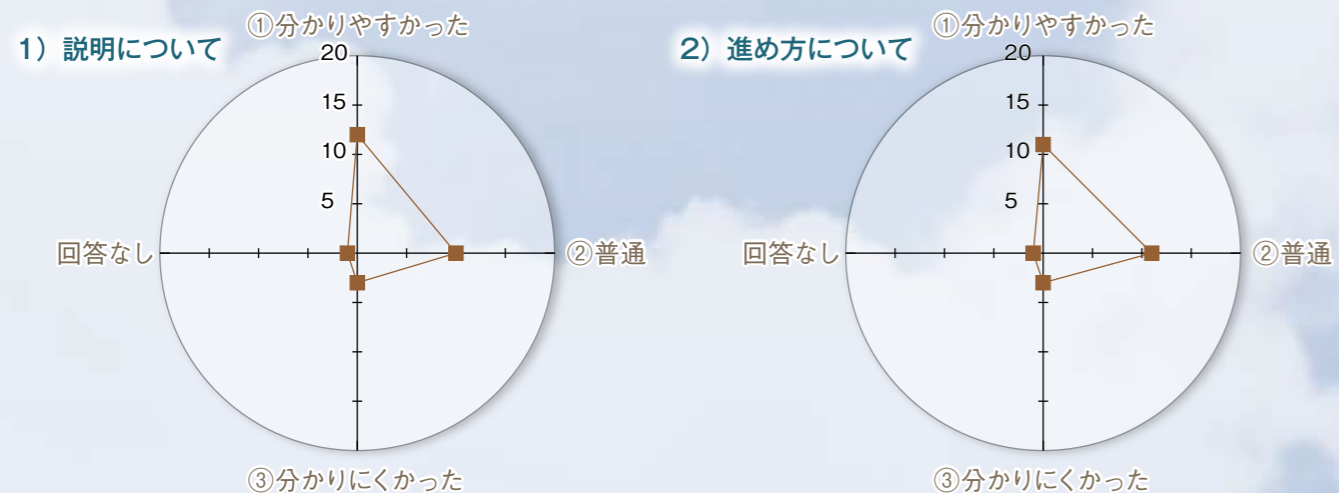 1）説明について
①分かりやすかった
20
15
10
5
回答なし
②普通
③分かりにくかった
2）進め方について
①分かりやすかった
20
15
10
5
回答なし
②普通
③分かりにくかった